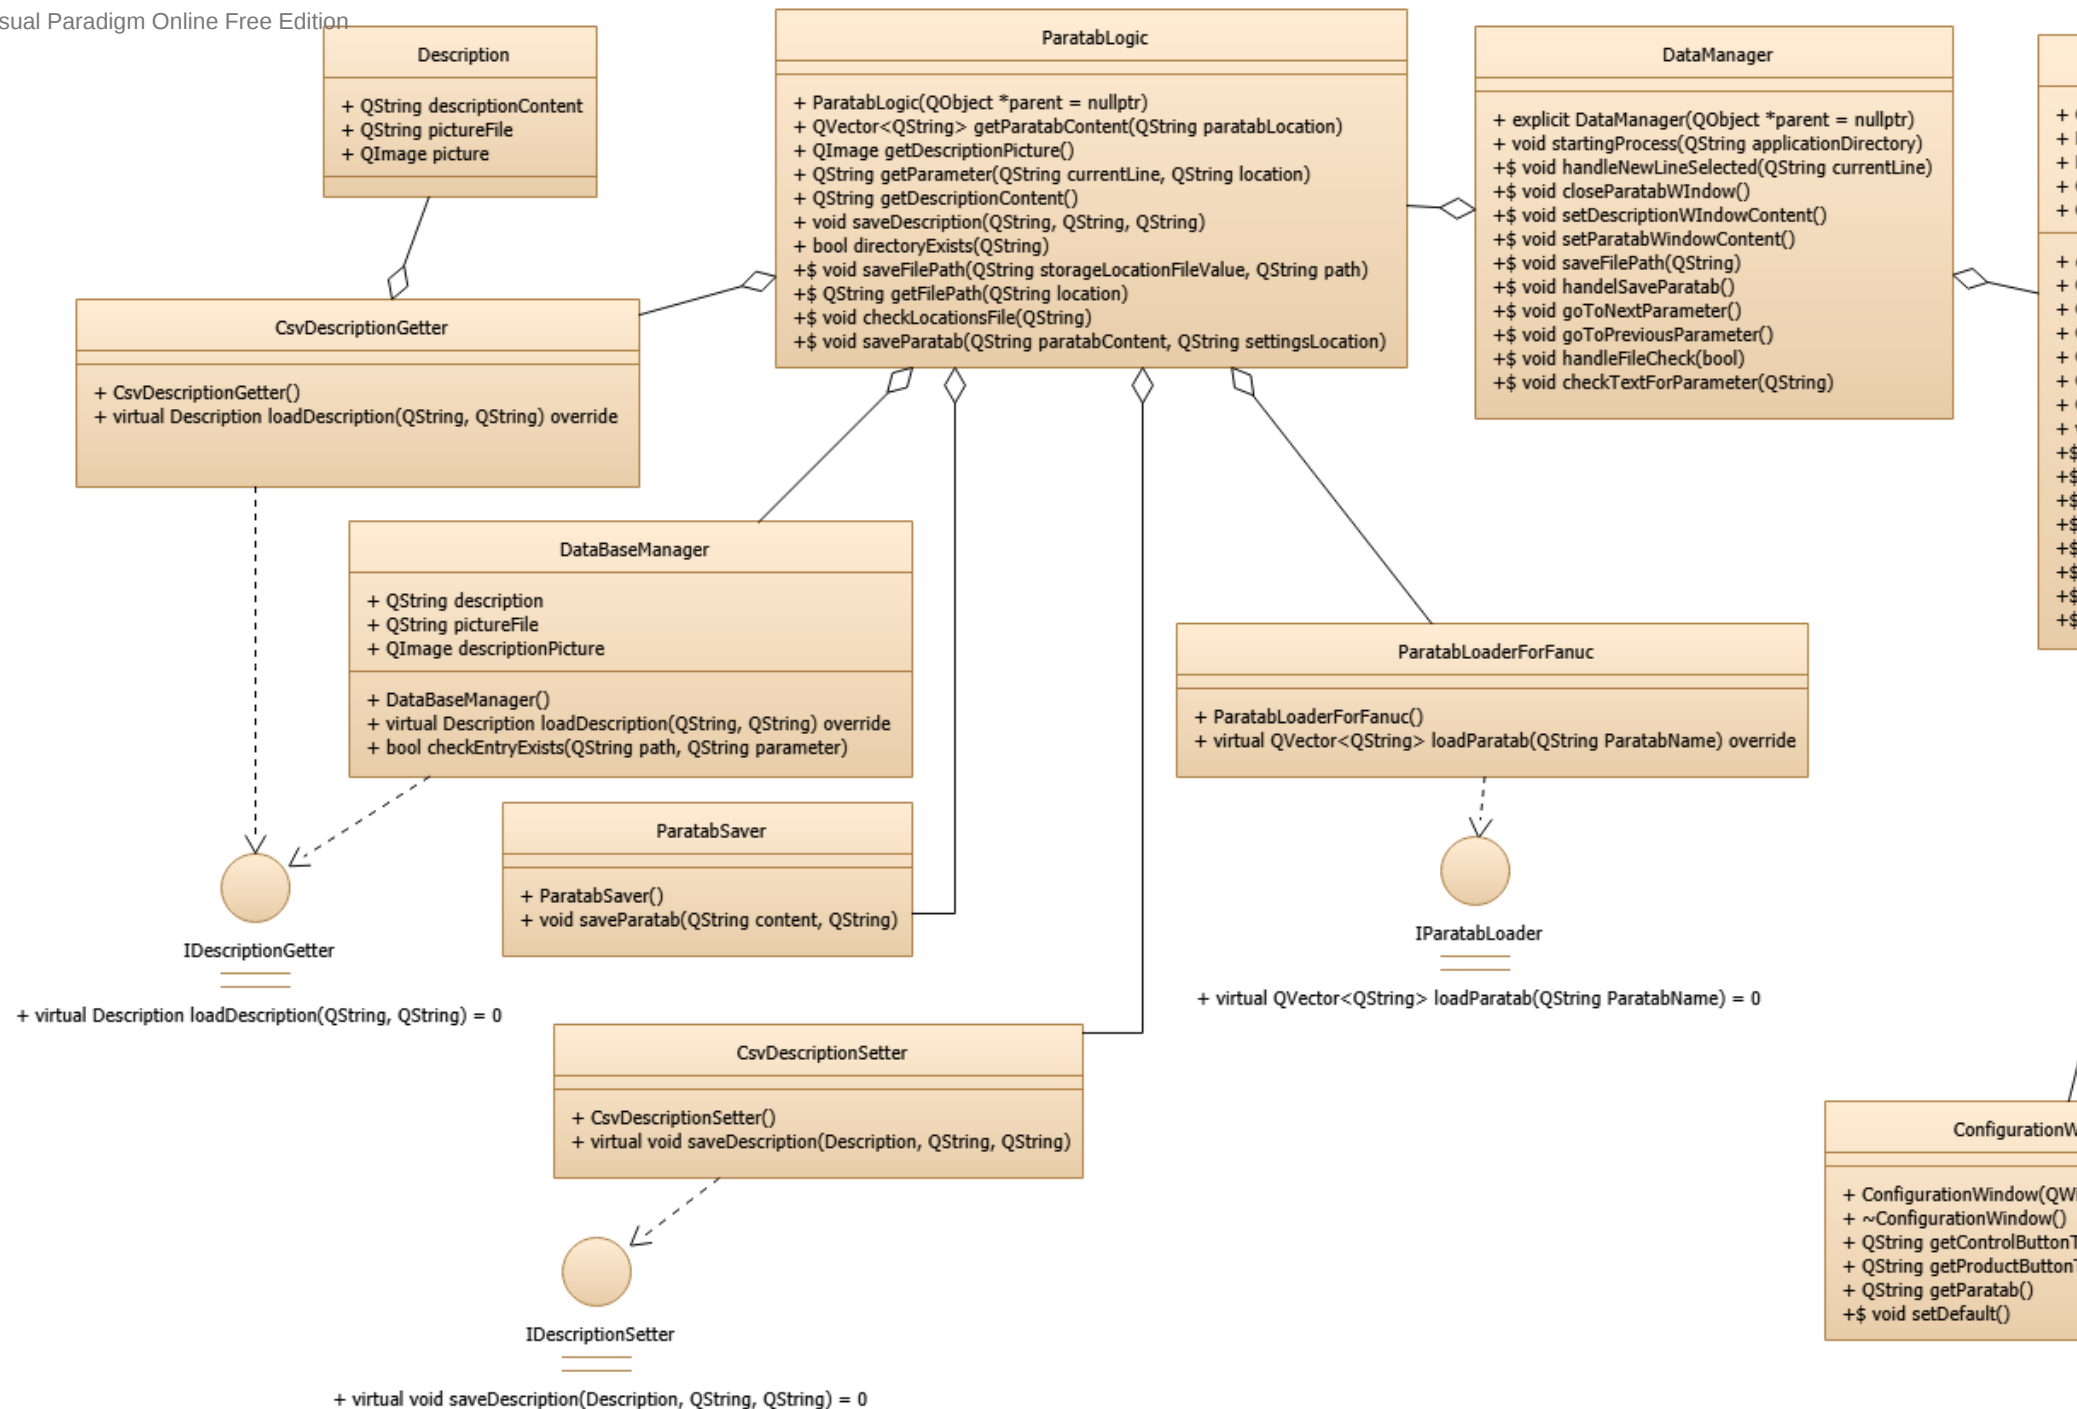 sual Paradigm Online Free Edition
Description
+ QString descriptionContent
+ QString pictureFile
+ QImage picture
ParatabLogic
+ ParatabLogic(QObject *parent = nullptr)
+ QVector<QString> getParatabContent(QString paratabLocation)
+ QImage getDescriptionPicture()
+ QString getParameter(QString currentLine, QString location)
+ QString getDescriptionContent()
+ void saveDescription(QString, QString, QString)
+ bool directoryExists(QString)
+$ void saveFilePath(QString storageLocationFileValue, QString path)
+$ QString getFilePath(QString location)
+$ void checkLocationsFile(QString)
+$ void saveParatab(QString paratabContent, QString settingsLocation)
DataManager
+ explicit DataManager(QObject *parent = nullptr)
+ void startingProcess(QString applicationDirectory)
+$ void handleNewLineSelected(QString currentLine)
+$ void closeParatabWIndow()
+$ void setDescriptionWIndowContent()
+$ void setParatabWindowContent()
+$ void saveFilePath(QString)
+$ void handelSaveParatab()
+$ void goToNextParameter()
+$ void goToPreviousParameter()
+$ void handleFileCheck(bool)
+$ void checkTextForParameter(QString)
CsvDescriptionGetter
+ CsvDescriptionGetter()
+ virtual Description loadDescription(QString, QString) override
DataBaseManager
+ QString description
+ QString pictureFile
+ QImage descriptionPicture
+ DataBaseManager()
+ virtual Description loadDescription(QString, QString) override
+ bool checkEntryExists(QString path, QString parameter)
ParatabLoaderForFanuc
+ ParatabLoaderForFanuc()
+ virtual QVector<QString> loadParatab(QString ParatabName) override
ParatabSaver
+ ParatabSaver()
+ void saveParatab(QString content, QString)
IDescriptionGetter
+ virtual Description loadDescription(QString, QString) = 0
IParatabLoader
+ virtual QVector<QString> loadParatab(QString ParatabName) = 0
CsvDescriptionSetter
+ CsvDescriptionSetter()
+ virtual void saveDescription(Description, QString, QString)
IDescriptionSetter
+ virtual void saveDescription(Description, QString, QString) = 0
ConfigurationW
+ ConfigurationWindow(QWi
+ ~ConfigurationWindow()
+ QString getControlButtonT
+ QString getProductButtonT
+ QString getParatab()
+$ void setDefault()